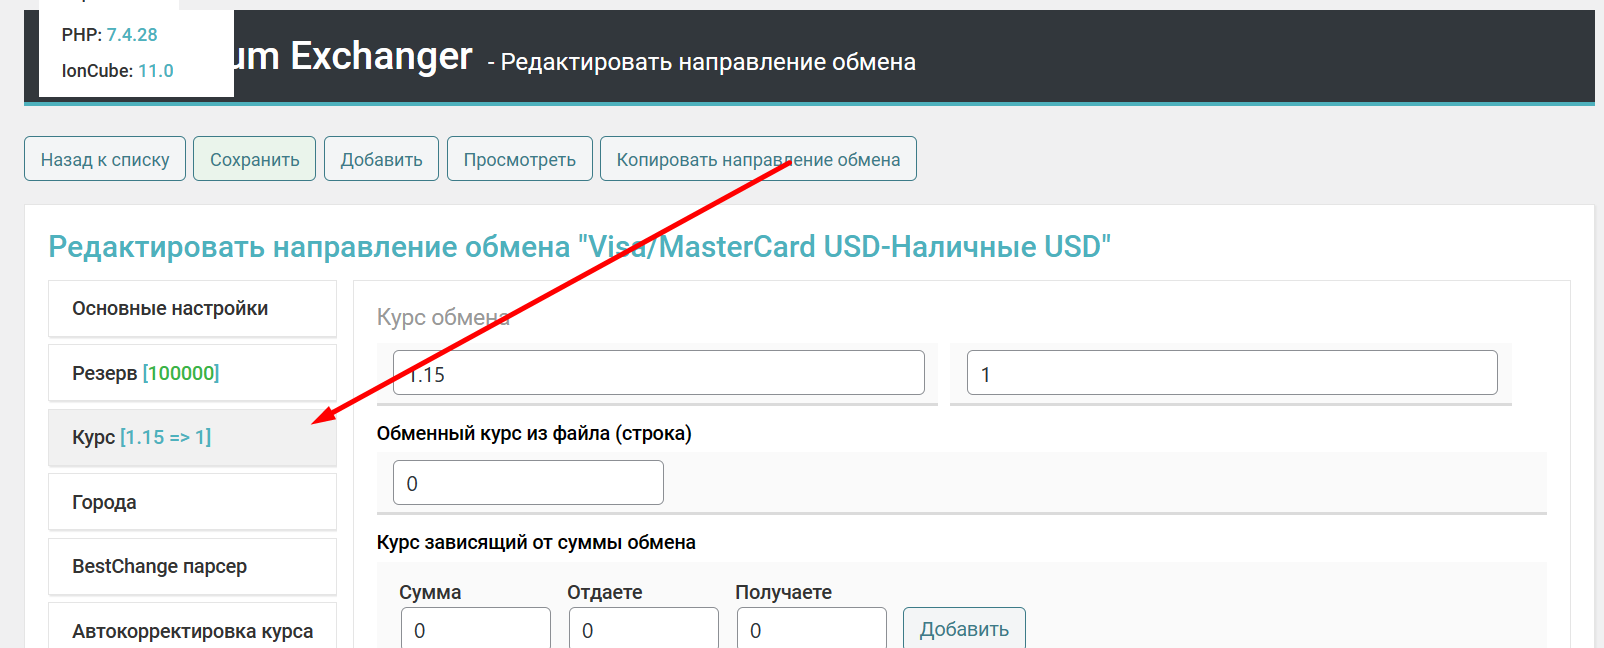 PHP: 7.4.28
IonCube: 11.0
um Exchanger - Редактировать направление обмена
Назад к списку Сохранить Добавить Просмотреть Копировать направление обмена
Редактировать направление обмена "Visa/MasterCard USD-Наличные USD"
Основные настройки
Резерв [100000]
Курс [1.15 => 1]
Города
BestChange парсер
Автокорректировка курса
Курс обмена
1.15 1
Обменный курс из файла (строка)
0
Курс зависящий от суммы обмена
Сумма Отдаете Получаете
0 0 0 Добавить